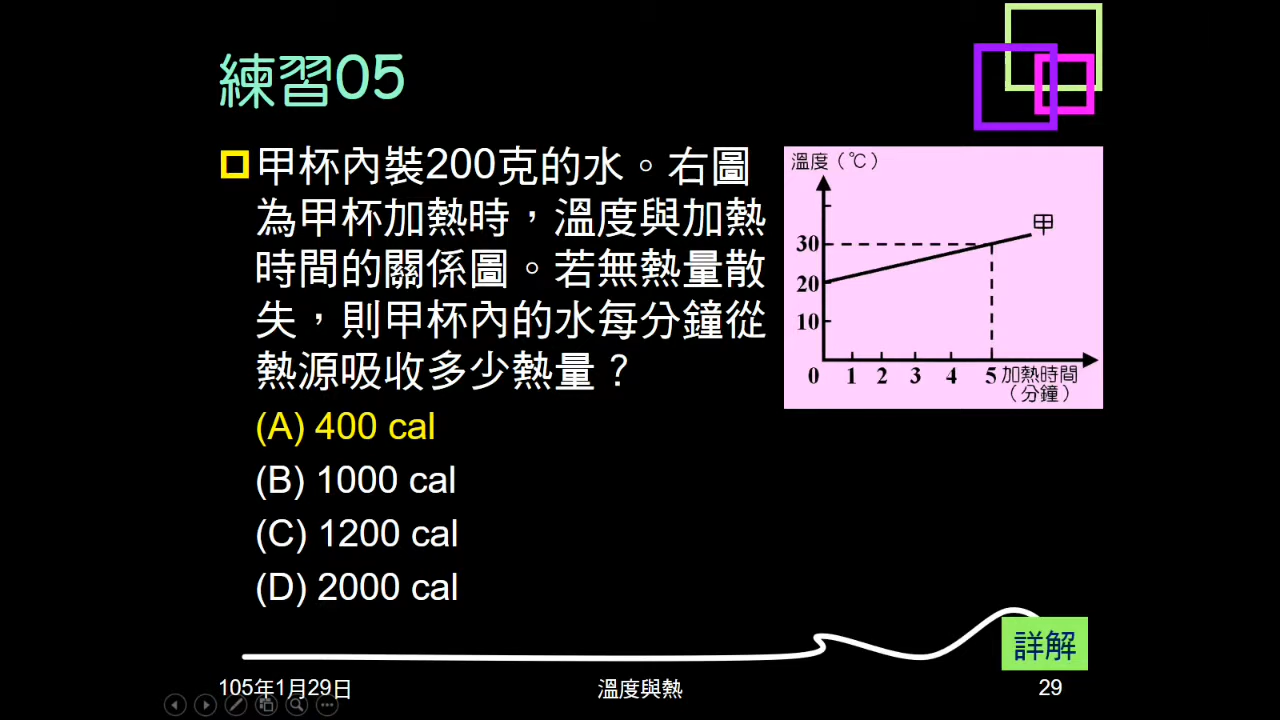 練習05
甲杯內裝200克的水。右圖
為甲杯加熱時，溫度與加熱
時間的關係圖。若無熱量散
失，則甲杯內的水每分鐘從
熱源吸收多少熱量？
(A) 400 cal
(B) 1000 cal
(C) 1200 cal
(D) 2000 cal
溫度（℃）
甲
30
20
10
0 1 2 3 4 5 加熱時間
（分鐘）
詳解
105年1月29日 溫度與熱 29